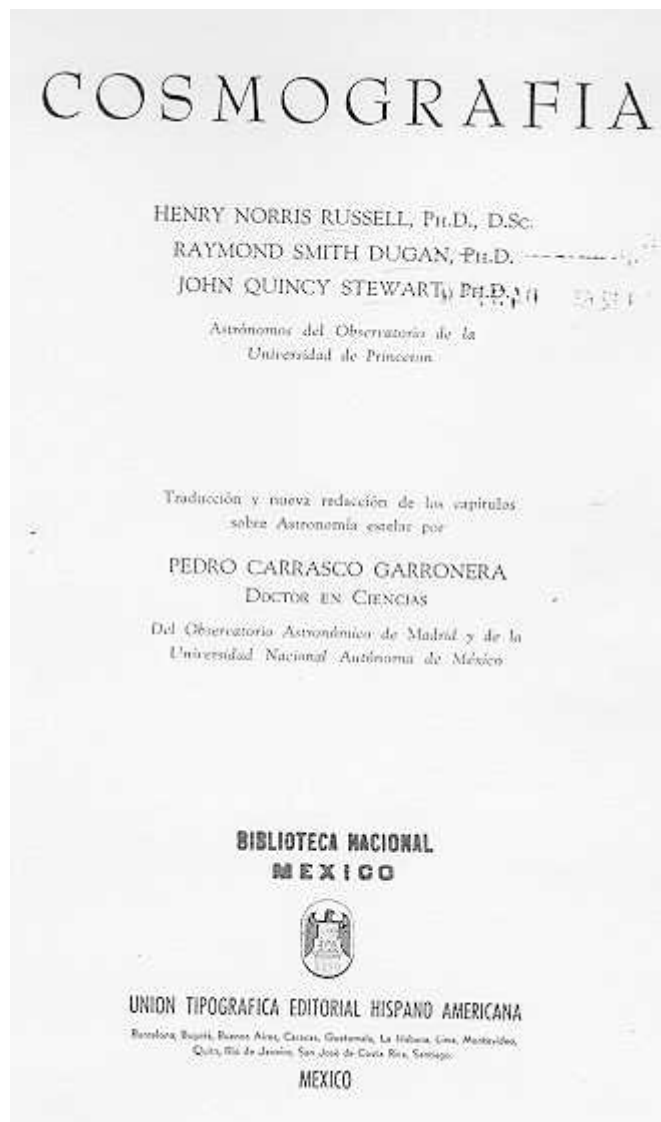 COSMOGRAFIA
HENRY NORRIS RUSSELL, PH.D., D.SC.
RAYMOND SMITH DUGAN, PH.D.
JOHN QUINCY STEWART, PH.D.
Astrónomos del Observatorio de la
Universidad de Princeton
Traducción y nueva redacción de los capítulos
sobre Astronomía estelar por
PEDRO CARRASCO GARRONERA
DOCTOR EN CIENCIAS
Del Observatorio Astronómico de Madrid y de la
Universidad Nacional Autónoma de México
BIBLIOTECA NACIONAL
MEXICO
UNION TIPOGRAFICA EDITORIAL HISPANO AMERICANA
Barcelona, Bogotá, Buenos Aires, Caracas, Guatemala, La Habana, Lima, Montevideo,
Quito, Río de Janeiro, San José de Costa Rica, Santiago.
MEXICO